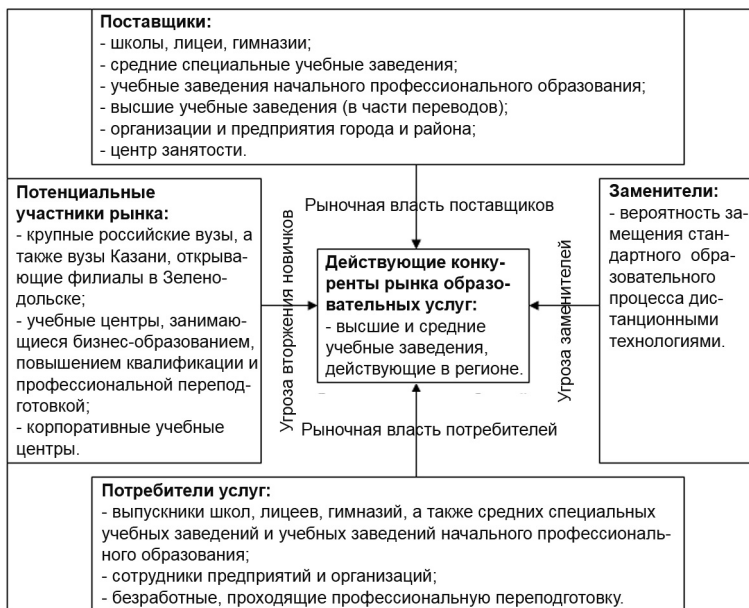 Поставщики:
- школы, лицеи, гимназии;
- средние специальные учебные заведения;
- учебные заведения начального профессионального образования;
- высшие учебные заведения (в части переводов);
- организации и предприятия города и района;
- центр занятости.
Потенциальные
участники рынка:
- крупные российские вузы, а
также вузы Казани, открыва-
ющие филиалы в Зелено-
дольске;
- учебные центры, занимаю-
щиеся бизнес-образованием,
повышением квалификации и
профессиональной перепод-
готовкой;
- корпоративные учебные
центры.
Угроза вторжения новичков
Рыночная власть поставщиков
Действующие конку-
ренты рынка образо-
вательных услуг:
- высшие и средние
учебные заведения,
действующие в регионе.
Рыночная власть потребителей
Угроза заменителей
Заменители:
- вероятность за-
мещения стан-
дартного обра-
зовательного
процесса дис-
танционными
технологиями.
Потребители услуг:
- выпускники школ, лицеев, гимназий, а также средних специальных
учебных заведений и учебных заведений начального профессиональ-
ного образования;
- сотрудники предприятий и организаций;
- безработные, проходящие профессиональную переподготовку.